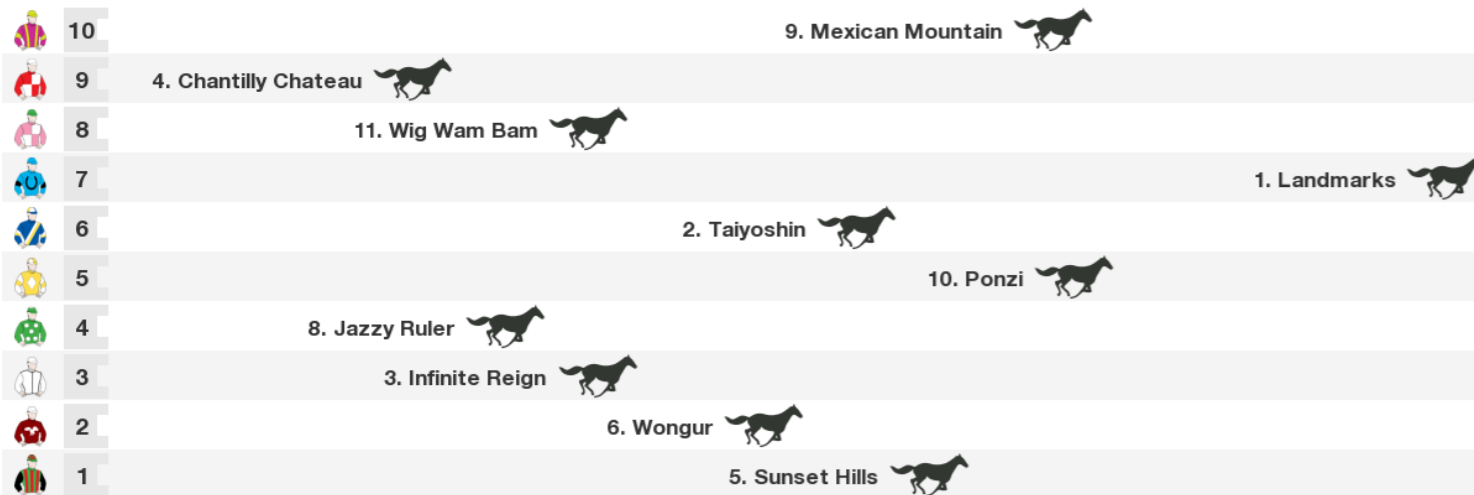 10 9. Mexican Mountain
9 4. Chantilly Chateau
8 11. Wig Wam Bam
7 1. Landmarks
6 2. Taiyoshin
5 10. Ponzi
4 8. Jazzy Ruler
3 3. Infinite Reign
2 6. Wongur
1 5. Sunset Hills